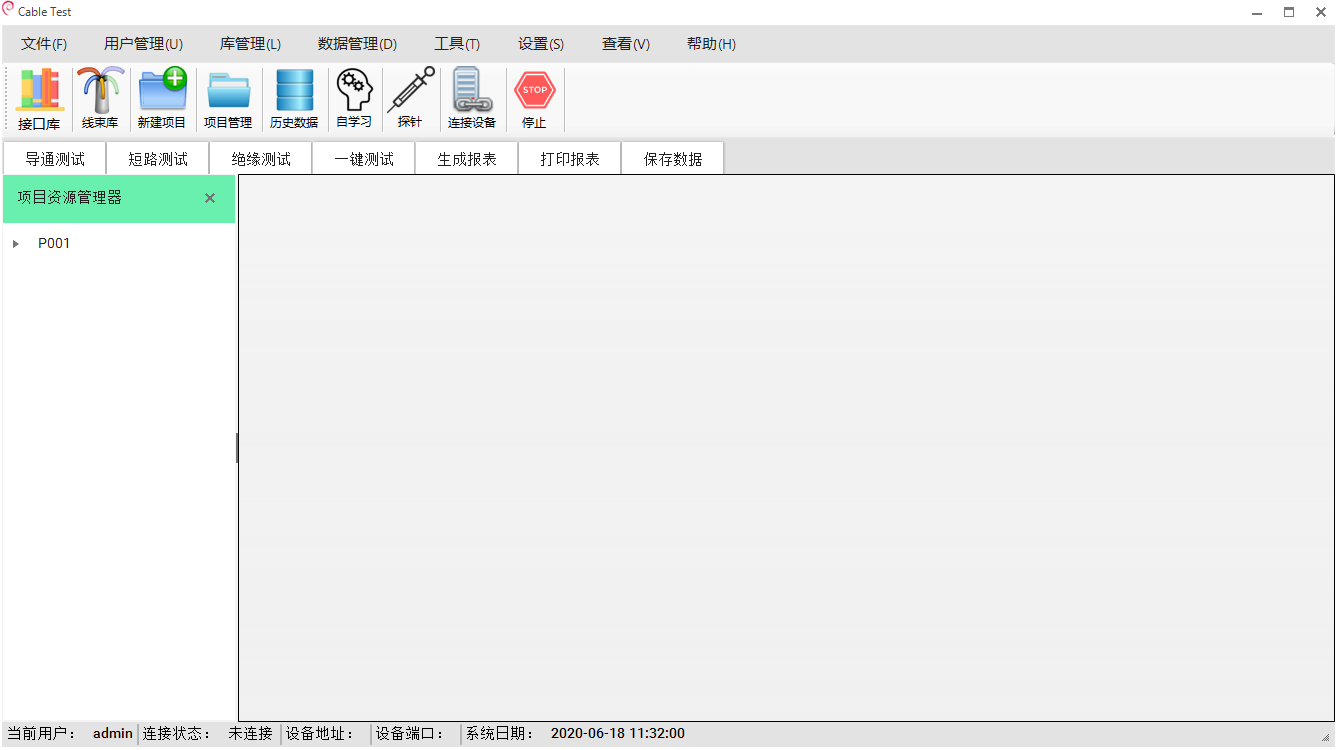 Cable Test
文件(F) 用户管理(U) 库管理(L) 数据管理(D) 工具(T) 设置(S) 查看(V) 帮助(H)
STOP
接口库 线束库 新建项目 项目管理 历史数据 自学习 探针 连接设备 停止
导通测试 短路测试 绝缘测试 一键测试 生成报表 打印报表 保存数据
项目资源管理器
P001
当前用户： admin 连接状态： 未连接 设备地址： 设备端口： 系统日期： 2020-06-18 11:32:00